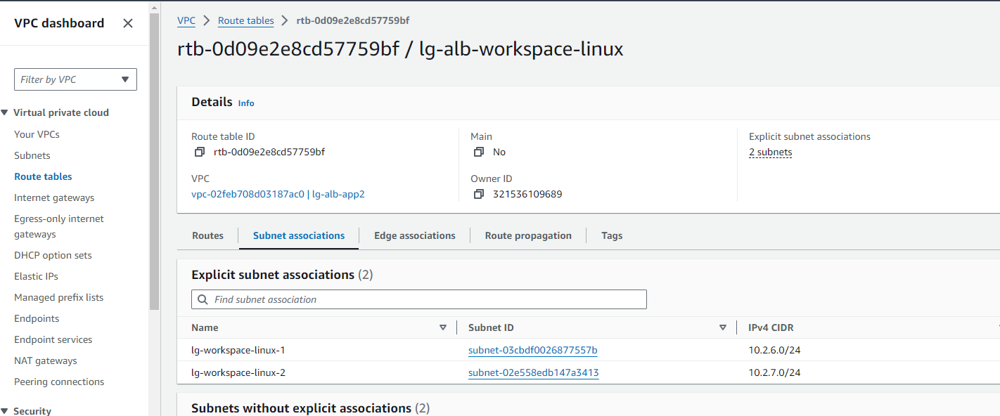 VPC dashboard
Filter by VPC
Virtual private cloud
Your VPCs
Subnets
Route tables
Internet gateways
Egress-only internet
gateways
DHCP option sets
Elastic IPs
Managed prefix lists
Endpoints
Endpoint services
NAT gateways
Peering connections
Security
VPC > Route tables > rtb-0d09e2e8cd57759bf
rtb-0d09e2e8cd57759bf / lg-alb-workspace-linux
Details Info
Route table ID
rtb-0d09e2e8cd57759bf
Main
No
Explicit subnet associations
2 subnets
VPC
vpc-02feb708d03187ac0 | lg-alb-app2
Owner ID
321536109689
Routes Subnet associations Edge associations Route propagation Tags
Explicit subnet associations (2)
Find subnet association
Name Subnet ID IPv4 CIDR
lg-workspace-linux-1 subnet-03cbdf0026877557b 10.2.6.0/24
lg-workspace-linux-2 subnet-02e558edb147a3413 10.2.7.0/24
Subnets without explicit associations (2)